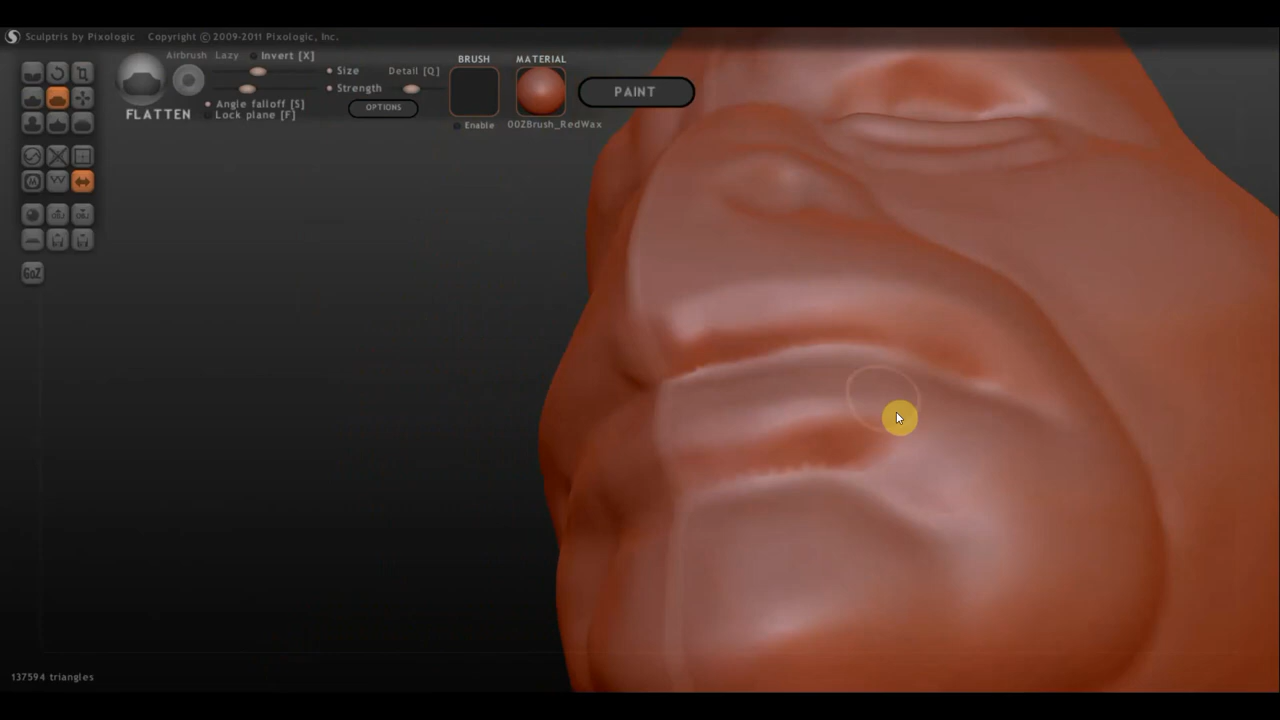 Sculptris by Pixologic Copyright © 2009-2011 Pixologic, Inc.
Airbrush Lazy Invert [X]
Size
Detail [Q]
Strength
Angle falloff [S]
Lock plane [F]
FLATTEN
OPTIONS
BRUSH
Enable
MATERIAL
00ZBrush_RedWax
PAINT
GoZ
137594 triangles